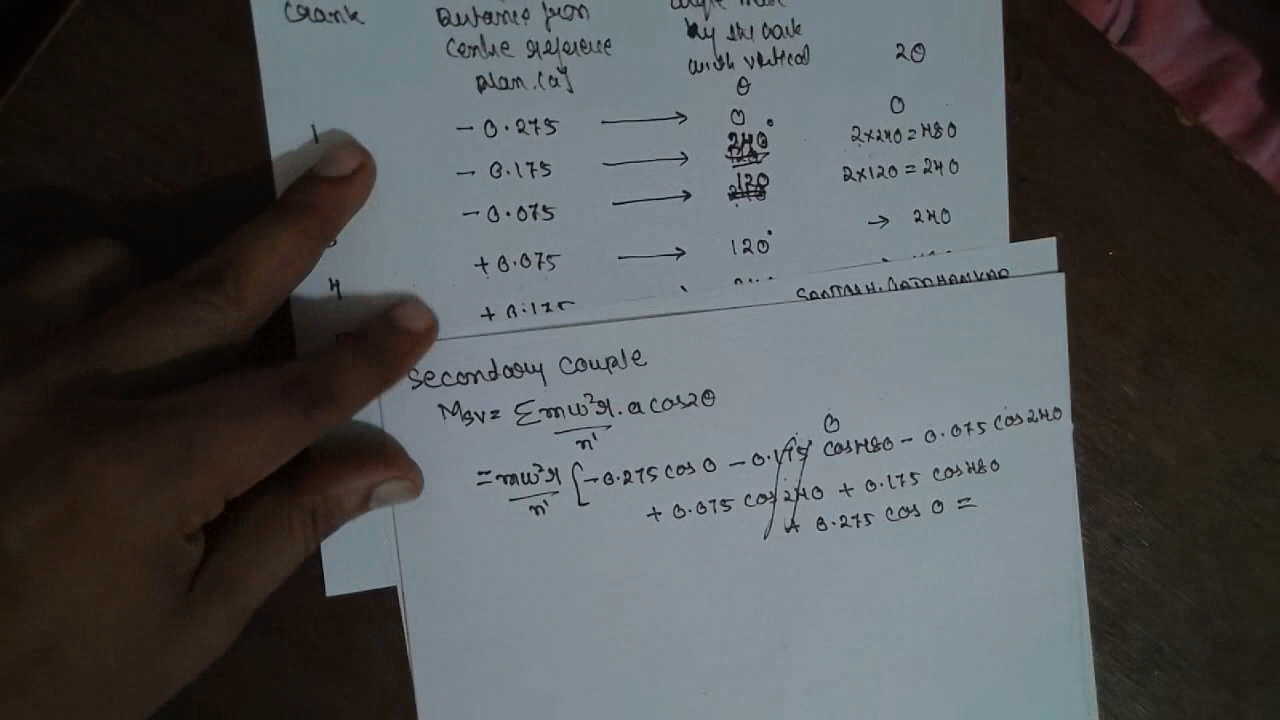 Crank
Distance from
centre reference
plan. (a)
by the crank
with vertical
θ
2θ
1
- 0.275 → 0 0
- 0.175 → 240° 2×240=480
- 0.075 → 120 2×120=240
+ 0.075 → 120° → 240
4
+ 0.175
Secondary couple
MSV= Σmω²r.a cos2θ
n'
=mω²r [-0.275 cos 0 - 0.175 cos480 - 0.075 cos240
n'
+ 0.075 cos 240 + 0.175 cos480
+ 0.275 cos 0 =
0